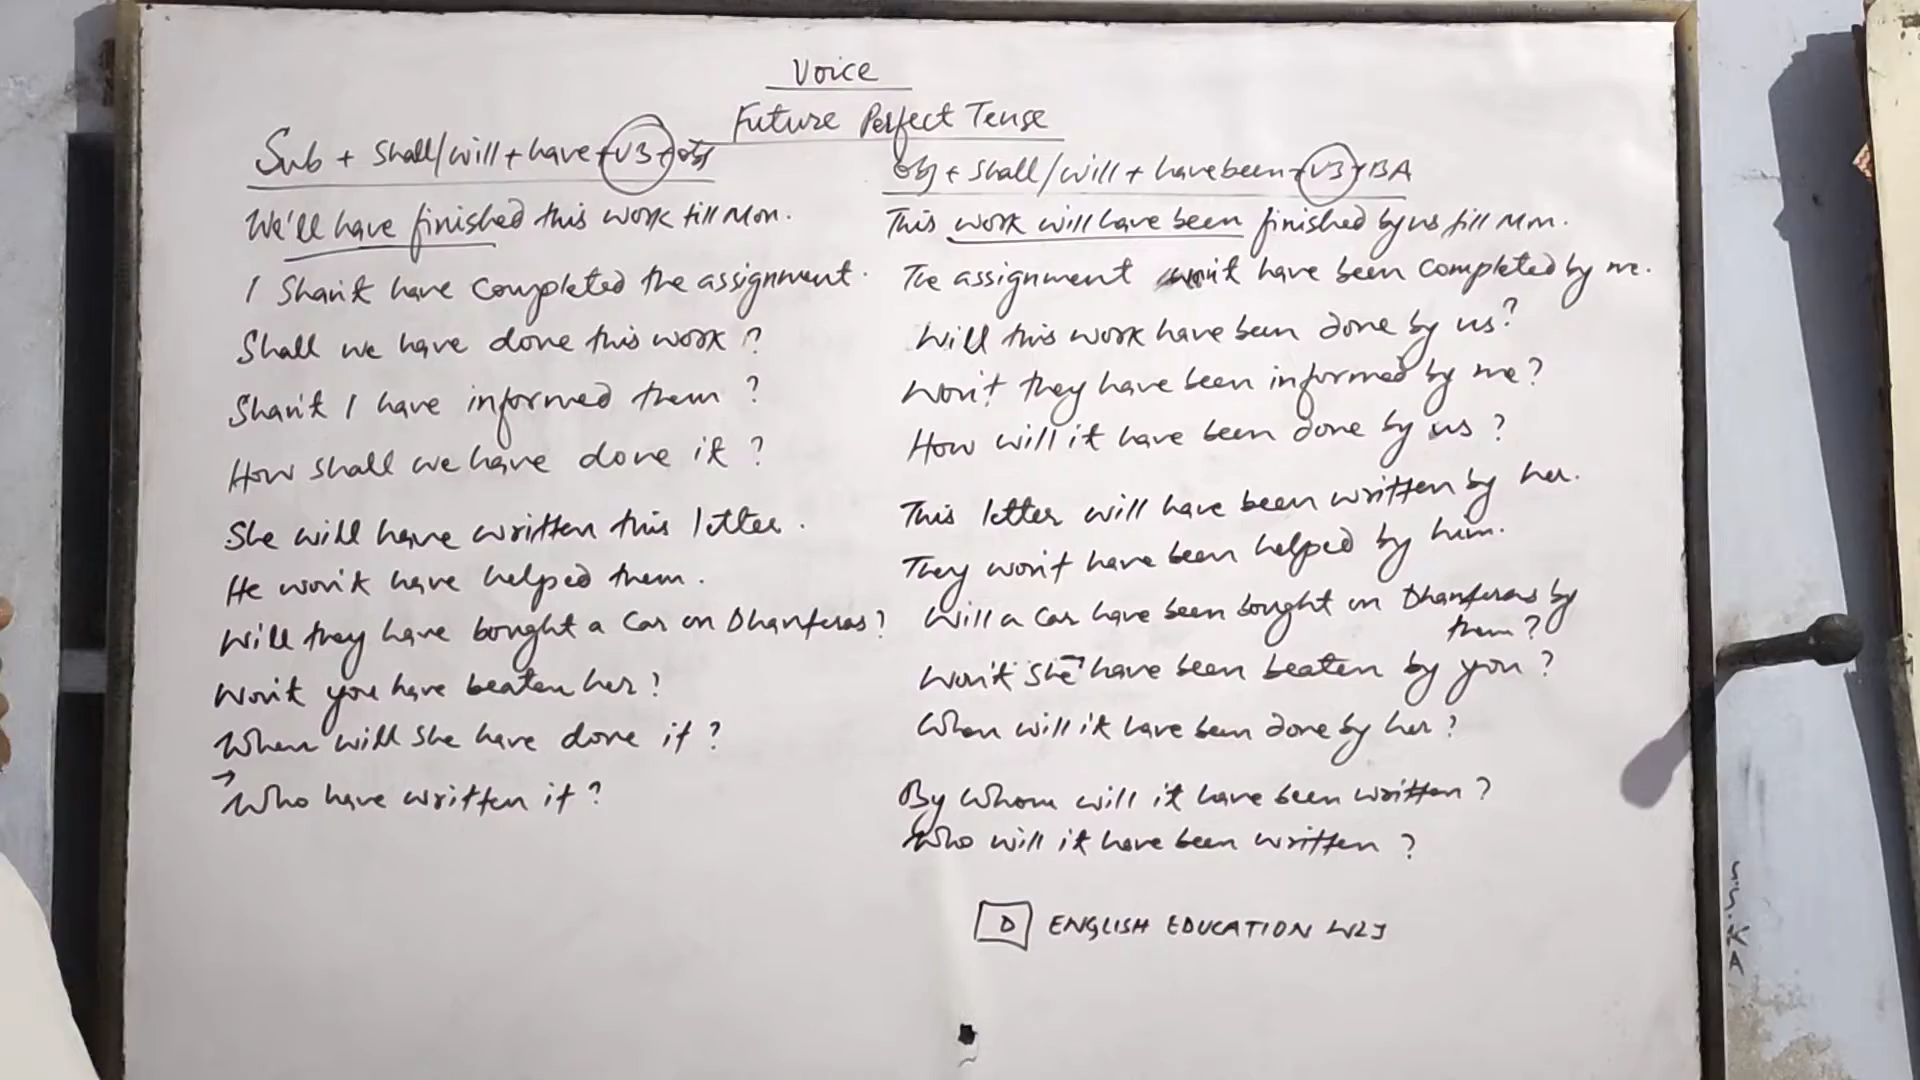 Voice
Future Perfect Tense
Sub + Shall/will + have + V3 + obj
We'll have finished this work till Mon.
I Shan't have completed the assignment.
Shall we have done this work?
Shan't I have informed them?
How shall we have done it?
She will have written this letter.
He won't have helped them.
Will they have bought a Car on Dhanteras?
Won't you have beaten her?
When will she have done it?
→ Who have written it?
Obj + shall/will + have been + V3 + BA
This work will have been finished by us till Mon.
The assignment won't have been completed by me.
Will this work have been done by us?
Won't they have been informed by me?
How will it have been done by us?
This letter will have been written by her.
They won't have been helped by him.
Will a Car have been bought on Dhanteras by
them?
Won't She have been beaten by you?
When will it have been done by her?
By Whom will it have been written?
Who will it have been written?
D ENGLISH EDUCATION